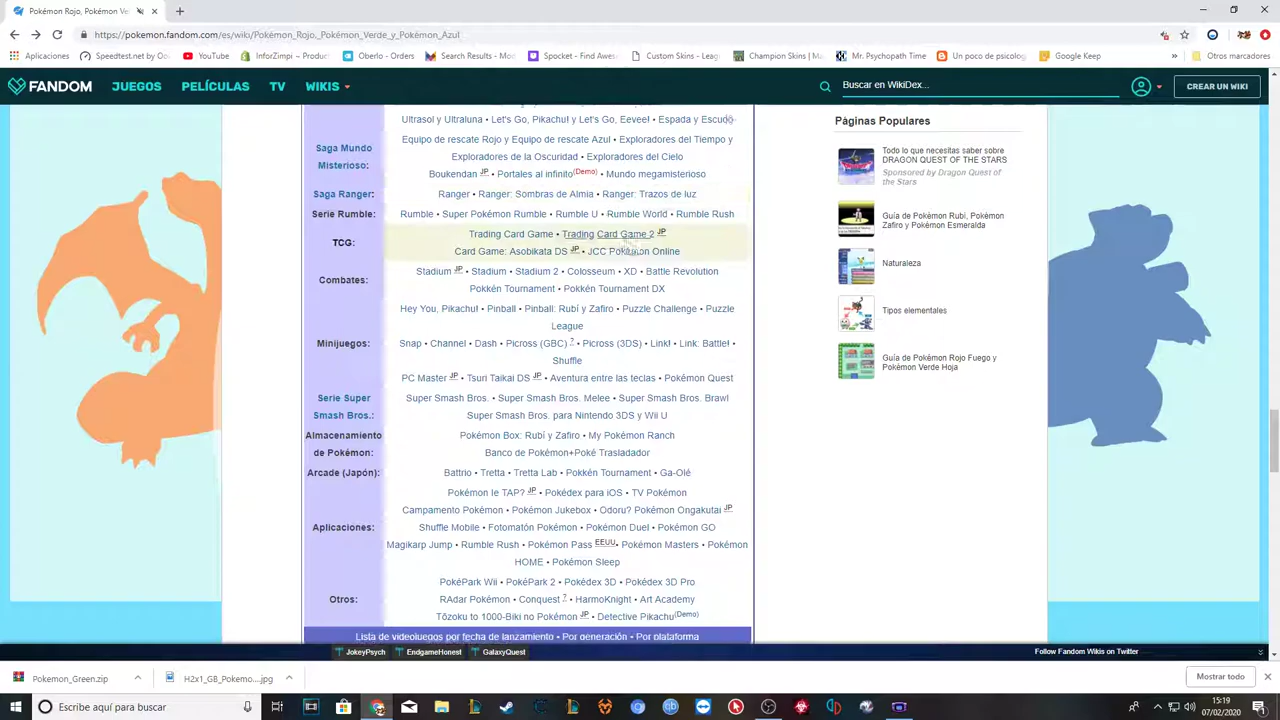 Pokémon Rojo, Pokémon Ver
https://pokemon.fandom.com/es/wiki/Pokémon_Rojo,_Pokémon_Verde_y_Pokémon_Azul
Aplicaciones
Speedtest.net by Oo
YouTube
InforZimpi ~ Produc
Oberlo - Orders
Search Results - Mod
Spocket - Find Awes
Custom Skins - Leag
Champion Skins | Ma
Mr. Psychopath Time
Un poco de psicolog
Google Keep
»
Otros marcadores
FANDOM
JUEGOS
PELÍCULAS
TV
WIKIS
Buscar en WikiDex...
CREAR UN WIKI
Ultrasol y Ultraluna • Let's Go, Pikachu! y Let's Go, Eevee! • Espada y Escudo
Saga Mundo
Misterioso:
Equipo de rescate Rojo y Equipo de rescate Azul • Exploradores del Tiempo y
Exploradores de la Oscuridad • Exploradores del Cielo
Boukendan JP • Portales al infinito(Demo) • Mundo megamisterioso
Saga Ranger:
Ranger • Ranger: Sombras de Almia • Ranger: Trazos de luz
Serie Rumble:
Rumble • Super Pokémon Rumble • Rumble U • Rumble World • Rumble Rush
TCG:
Trading Card Game • Trading Card Game 2 JP
Card Game: Asobikata DS JP • JCC Pokémon Online
Combates:
Stadium JP • Stadium • Stadium 2 • Colosseum • XD • Battle Revolution
Pokkén Tournament • Pokkén Tournament DX
Minijuegos:
Hey You, Pikachu! • Pinball • Pinball: Rubí y Zafiro • Puzzle Challenge • Puzzle
League
Snap • Channel • Dash • Picross (GBC) ? • Picross (3DS) • Link! • Link: Battle! •
Shuffle
PC Master JP • Tsuri Taikai DS JP • Aventura entre las teclas • Pokémon Quest
Serie Super
Smash Bros.:
Super Smash Bros. • Super Smash Bros. Melee • Super Smash Bros. Brawl
Super Smash Bros. para Nintendo 3DS y Wii U
Almacenamiento
de Pokémon:
Pokémon Box: Rubí y Zafiro • My Pokémon Ranch
Banco de Pokémon+Poké Trasladador
Arcade (Japón):
Battrio • Tretta • Tretta Lab • Pokkén Tournament • Ga-Olé
Aplicaciones:
Pokémon Ie TAP? JP • Pokédex para iOS • TV Pokémon
Campamento Pokémon • Pokémon Jukebox • Odoru? Pokémon Ongakutai JP
Shuffle Mobile • Fotomatón Pokémon • Pokémon Duel • Pokémon GO
Magikarp Jump • Rumble Rush • Pokémon Pass EEUU • Pokémon Masters • Pokémon
HOME • Pokémon Sleep
Otros:
PokéPark Wii • PokéPark 2 • Pokédex 3D • Pokédex 3D Pro
RAdar Pokémon • Conquest ? • HarmoKnight • Art Academy
Tōzoku to 1000-Biki no Pokémon JP • Detective Pikachu(Demo)
Lista de videojuegos por fecha de lanzamiento • Por generación • Por plataforma
Páginas Populares
Todo lo que necesitas saber sobre
DRAGON QUEST OF THE STARS
Sponsored by Dragon Quest of
the Stars
Guía de Pokémon Rubí, Pokémon
Zafiro y Pokémon Esmeralda
Naturaleza
Tipos elementales
Guía de Pokémon Rojo Fuego y
Pokémon Verde Hoja
JokeyPsych
EndgameHonest
GalaxyQuest
Follow Fandom Wikis on Twitter
Pokemon_Green.zip
H2x1_GB_Pokemo....jpg
Mostrar todo
Escribe aquí para buscar
15:19
07/02/2020